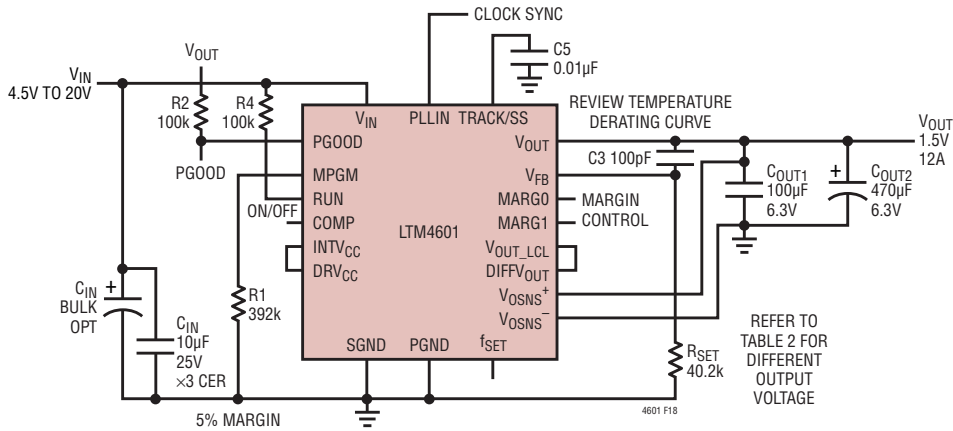 CLOCK SYNC
C5
0.01µF
VOUT
VIN
4.5V TO 20V
R2
100k
R4
100k
REVIEW TEMPERATURE
DERATING CURVE
VIN
PLLIN
TRACK/SS
PGOOD
VOUT
VOUT
1.5V
12A
C3 100pF
PGOOD
MPGM
VFB
COUT1
100µF
6.3V
COUT2
470µF
6.3V
RUN
MARG0
MARGIN
CONTROL
ON/OFF
COMP
LTM4601
MARG1
INTVCC
VOUT_LCL
DRVCC
DIFFVOUT
CIN
BULK
OPT
R1
392k
VOSNS+
VOSNS–
CIN
10µF
25V
×3 CER
SGND
PGND
fSET
RSET
40.2k
REFER TO
TABLE 2 FOR
DIFFERENT
OUTPUT
VOLTAGE
5% MARGIN
4601 F18